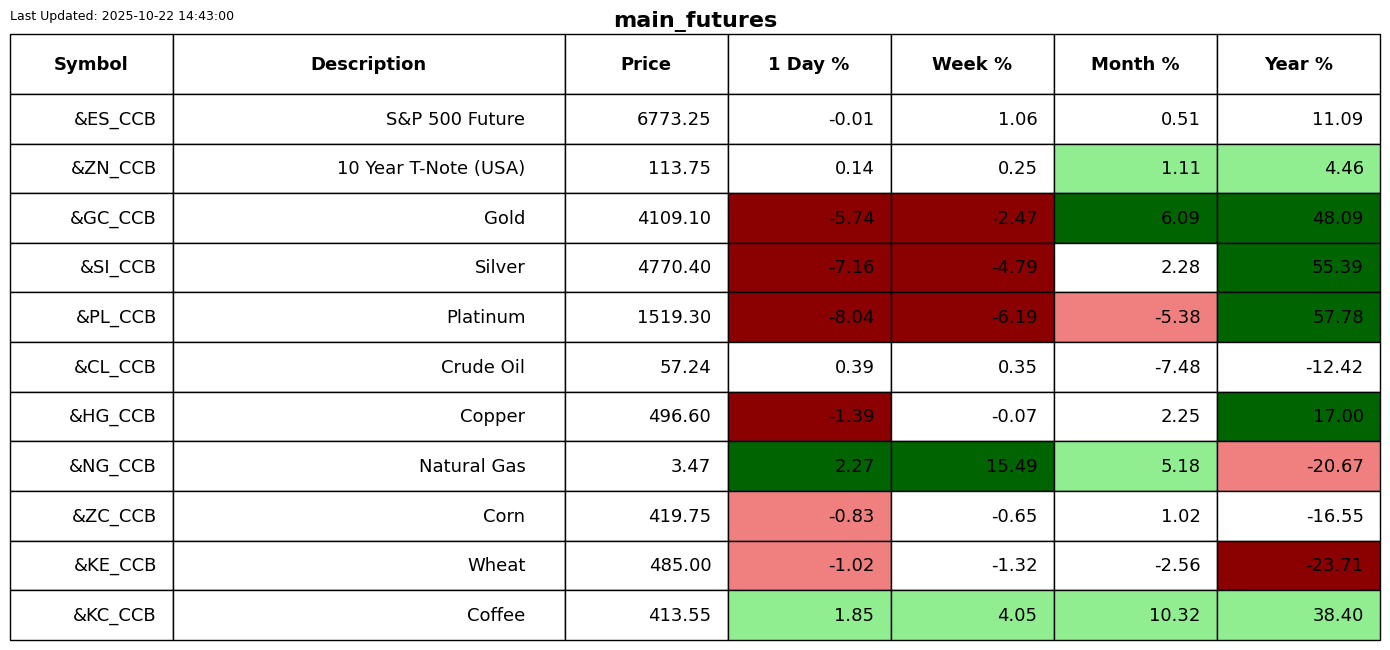 Last Updated: 2025-10-22 14:43:00
main_futures
Symbol Description Price 1 Day % Week % Month % Year %
&ES_CCB S&P 500 Future 6773.25 -0.01 1.06 0.51 11.09
&ZN_CCB 10 Year T-Note (USA) 113.75 0.14 0.25 1.11 4.46
&GC_CCB Gold 4109.10 -5.74 -2.47 6.09 48.09
&SI_CCB Silver 4770.40 -7.16 -4.79 2.28 55.39
&PL_CCB Platinum 1519.30 -8.04 -6.19 -5.38 57.78
&CL_CCB Crude Oil 57.24 0.39 0.35 -7.48 -12.42
&HG_CCB Copper 496.60 -1.39 -0.07 2.25 17.00
&NG_CCB Natural Gas 3.47 2.27 15.49 5.18 -20.67
&ZC_CCB Corn 419.75 -0.83 -0.65 1.02 -16.55
&KE_CCB Wheat 485.00 -1.02 -1.32 -2.56 -23.71
&KC_CCB Coffee 413.55 1.85 4.05 10.32 38.40